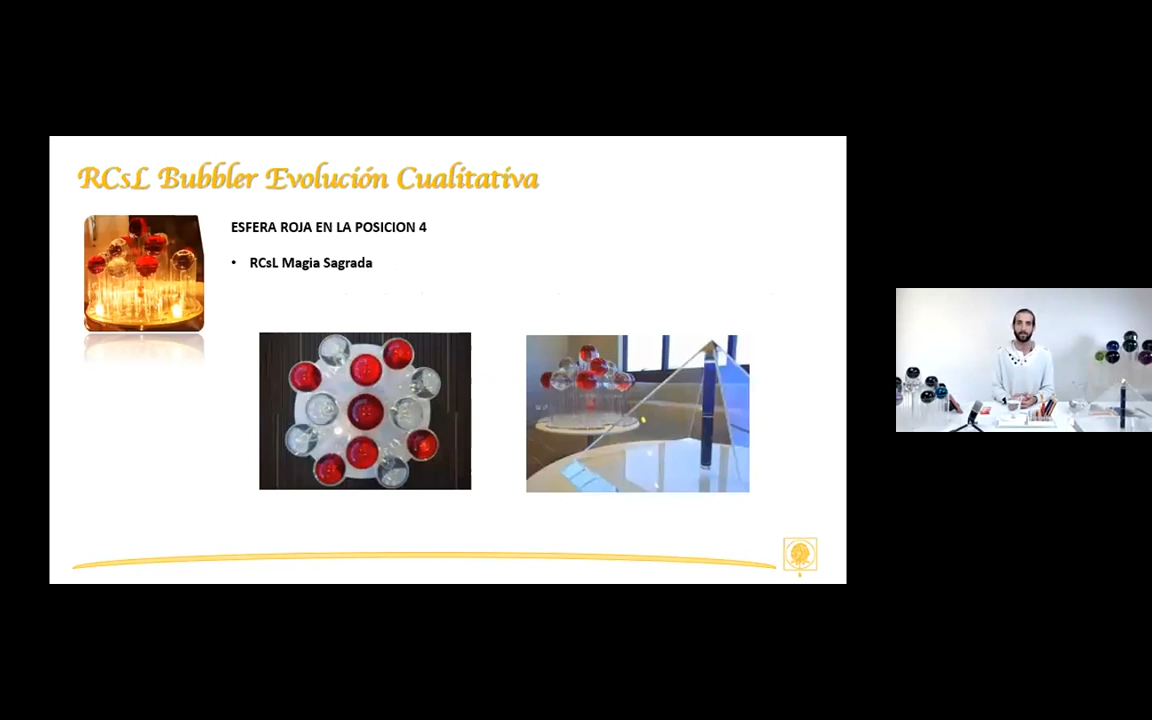 RCsL Bubbler Evolución Cualitativa
ESFERA ROJA EN LA POSICION 4
• RCsL Magia Sagrada